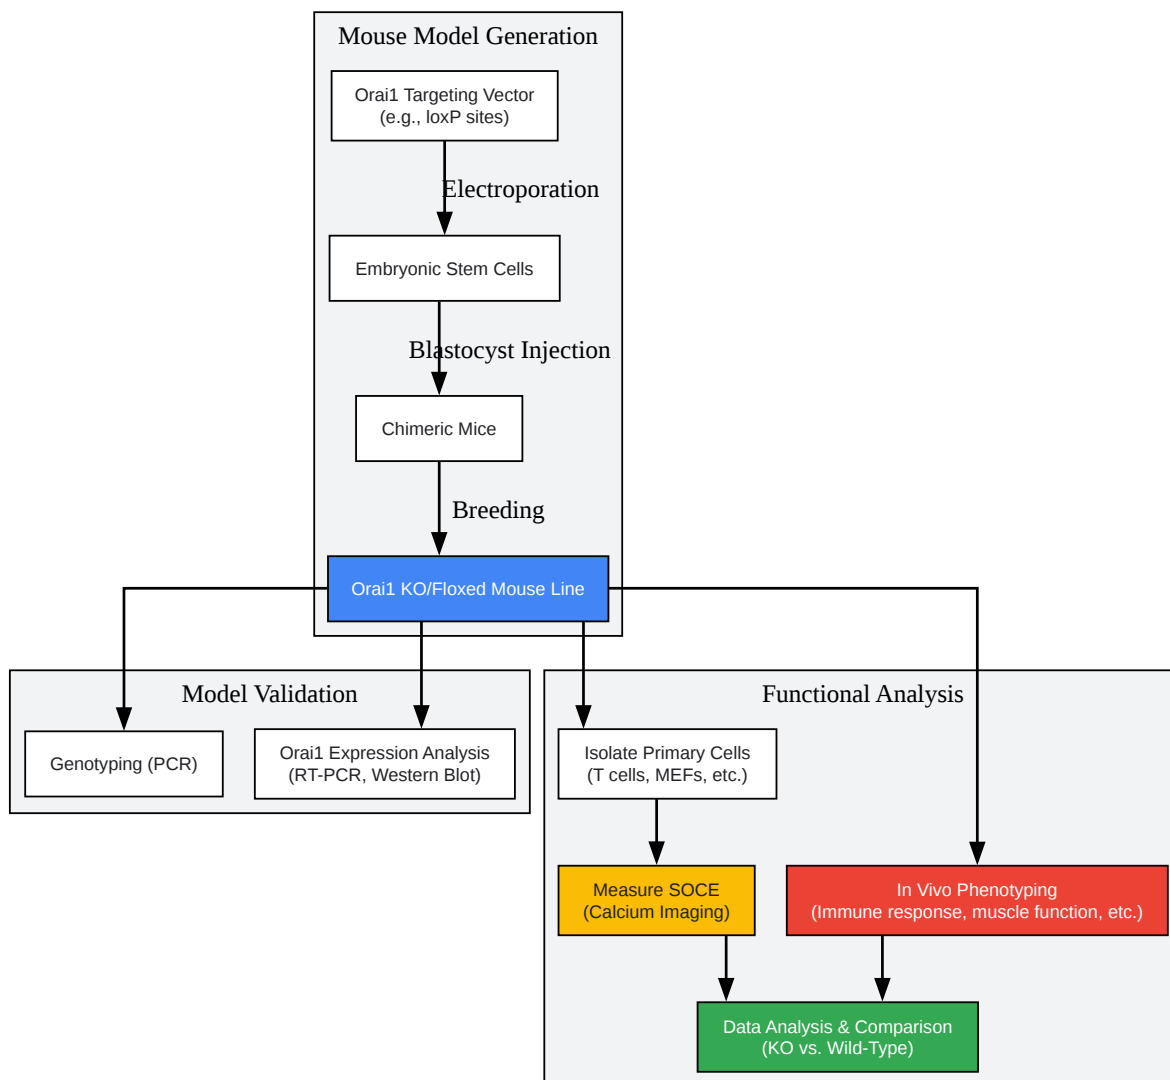 Mouse Model Generation
Orai1 Targeting Vector
(e.g., loxP sites)
Electroporation
Embryonic Stem Cells
Blastocyst Injection
Chimeric Mice
Breeding
Orai1 KO/Floxed Mouse Line
Model Validation
Genotyping (PCR)
Orai1 Expression Analysis
(RT-PCR, Western Blot)
Functional Analysis
Isolate Primary Cells
(T cells, MEFs, etc.)
Measure SOCE
(Calcium Imaging)
In Vivo Phenotyping
(Immune response, muscle function, etc.)
Data Analysis & Comparison
(KO vs. Wild-Type)